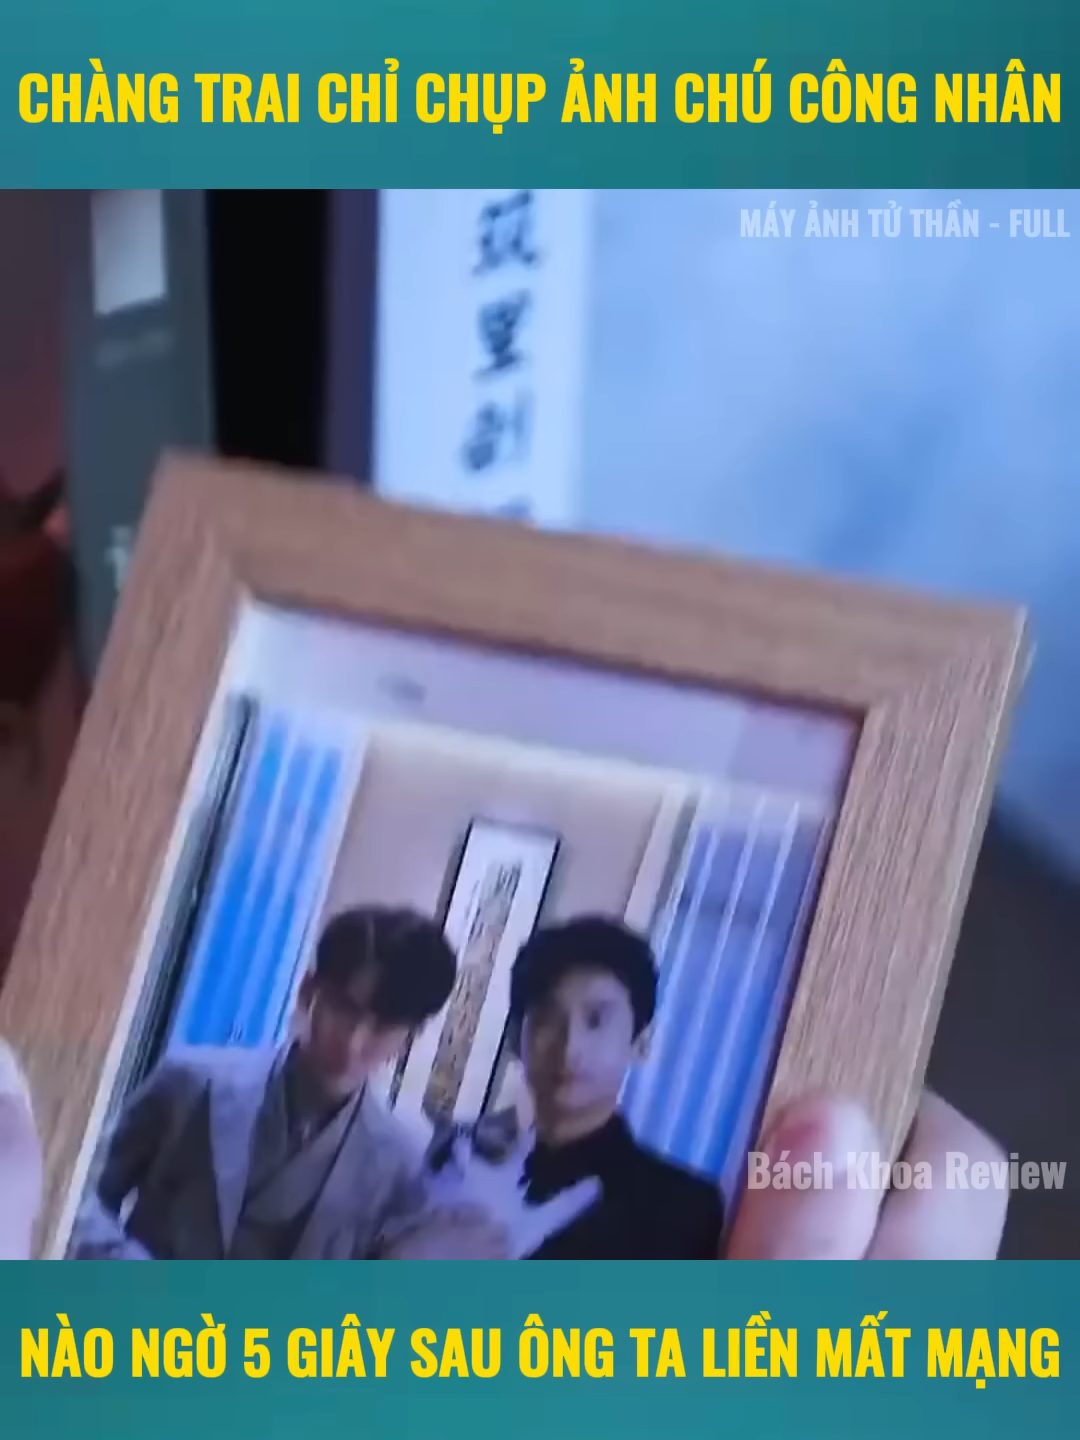 CHÀNG TRAI CHỈ CHỤP ẢNH CHÚ CÔNG NHÂN
MÁY ẢNH TỬ THẦN - FULL
Bách Khoa Review
NÀO NGỜ 5 GIÂY SAU ÔNG TA LIỀN MẤT MẠNG